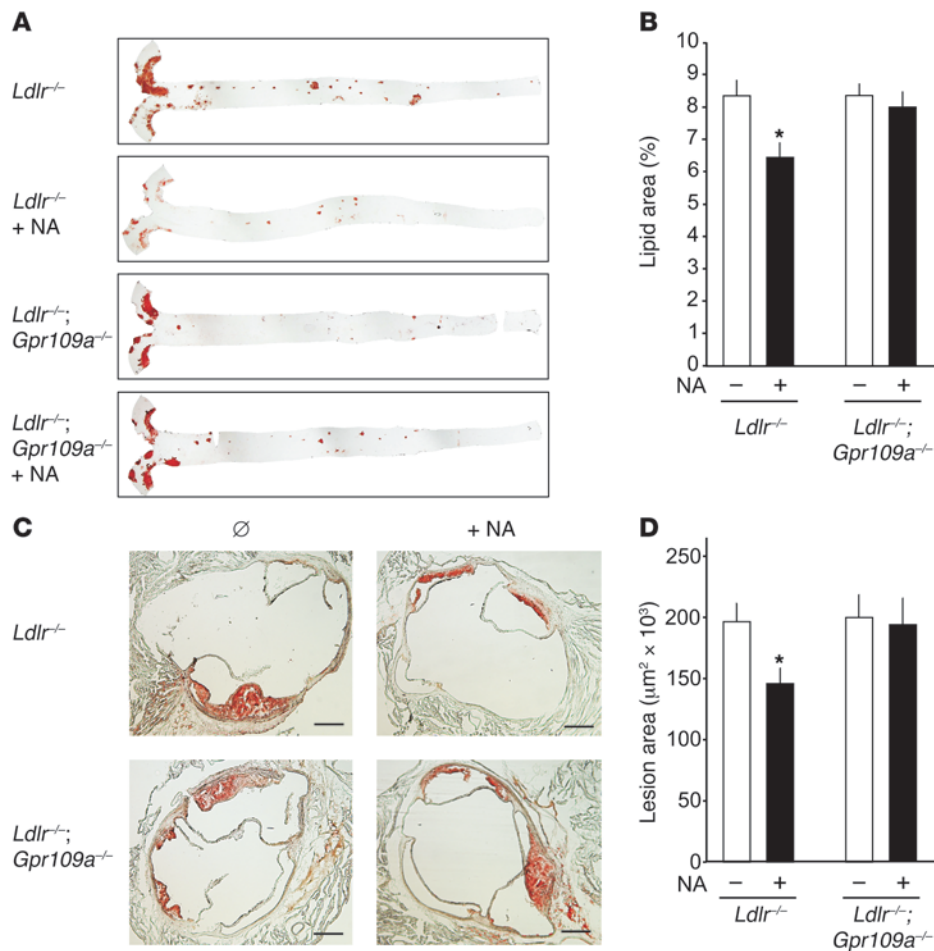 A
Ldlr–/–
Ldlr–/–
+ NA
Ldlr–/–;
Gpr109a–/–
Ldlr–/–;
Gpr109a–/–
+ NA
B
Lipid area (%)
10
9
8
7
6
5
4
3
2
1
0
*
NA – + – +
Ldlr–/– Ldlr–/–;
Gpr109a–/–
C
∅ + NA
Ldlr–/–
Ldlr–/–;
Gpr109a–/–
D
Lesion area (μm² × 10³)
250
200
150
100
50
0
*
NA – + – +
Ldlr–/– Ldlr–/–;
Gpr109a–/–